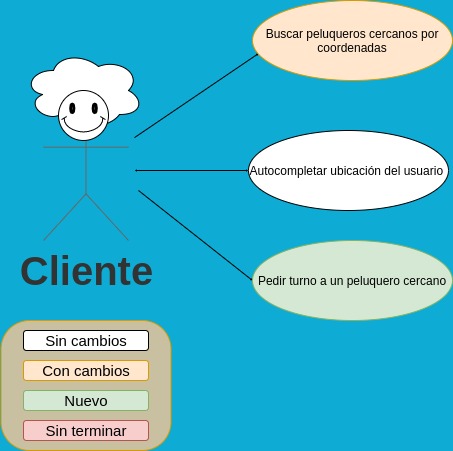 Buscar peluqueros cercanos por
coordenadas
Autocompletar ubicación del usuario
Pedir turno a un peluquero cercano
Cliente
Sin cambios
Con cambios
Nuevo
Sin terminar